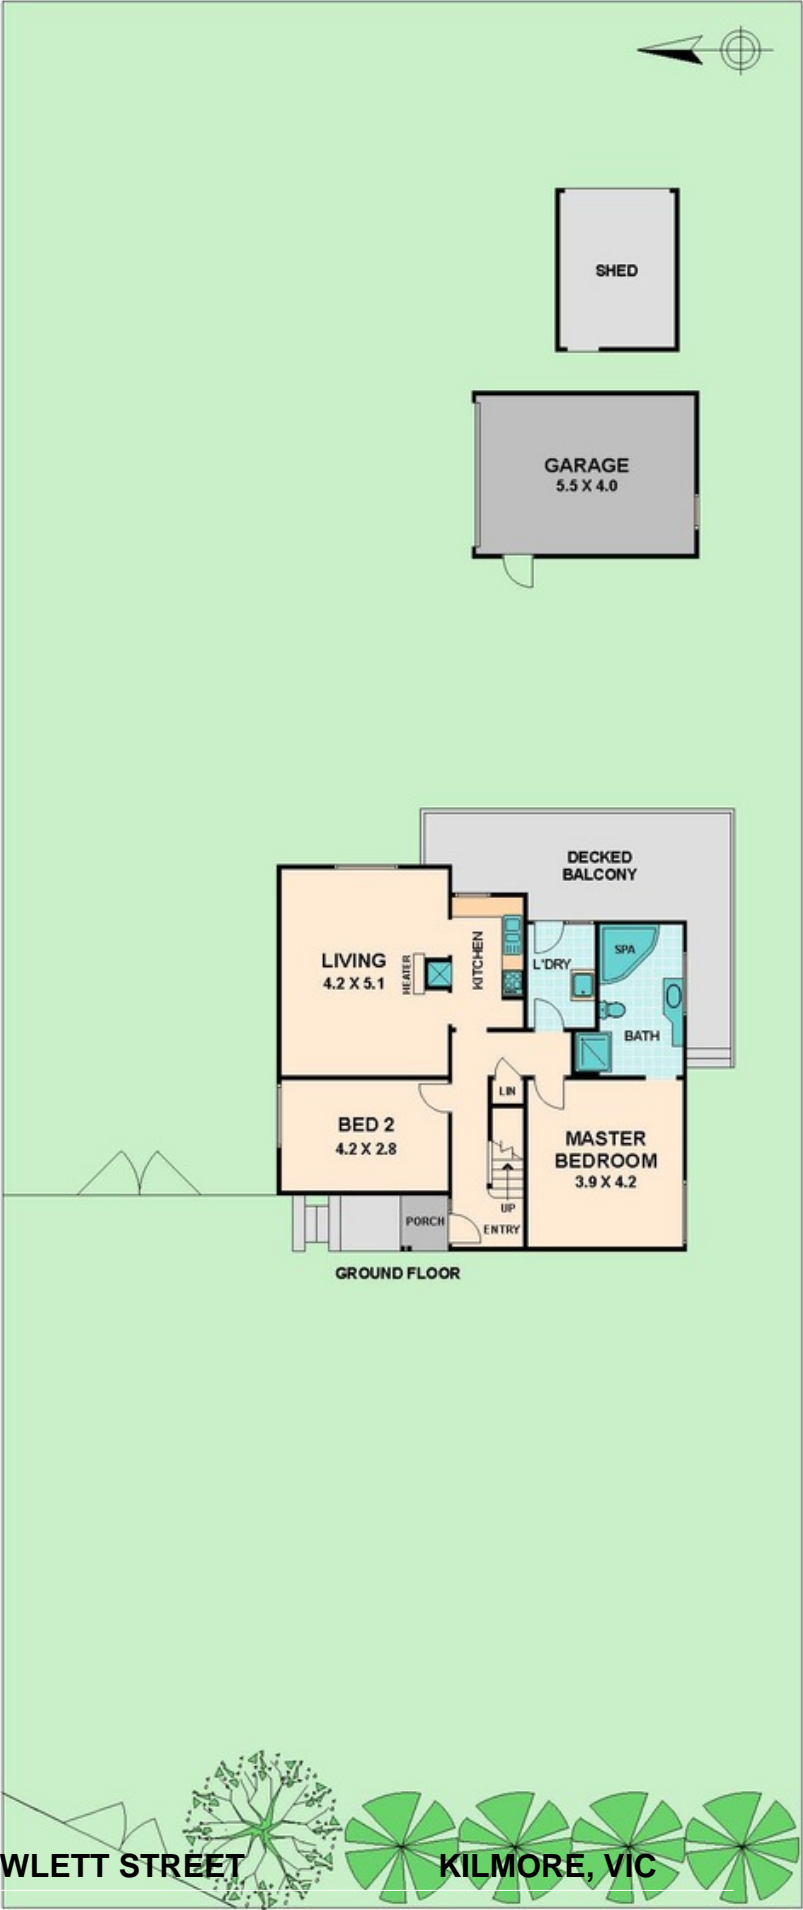 SHED
GARAGE
5.5 X 4.0
DECKED
BALCONY
LIVING
4.2 X 5.1
HEATER
KITCHEN
L'DRY
SPA
BATH
LIN
BED 2
4.2 X 2.8
MASTER
BEDROOM
3.9 X 4.2
UP
PORCH
ENTRY
GROUND FLOOR
WLETT STREET
KILMORE, VIC